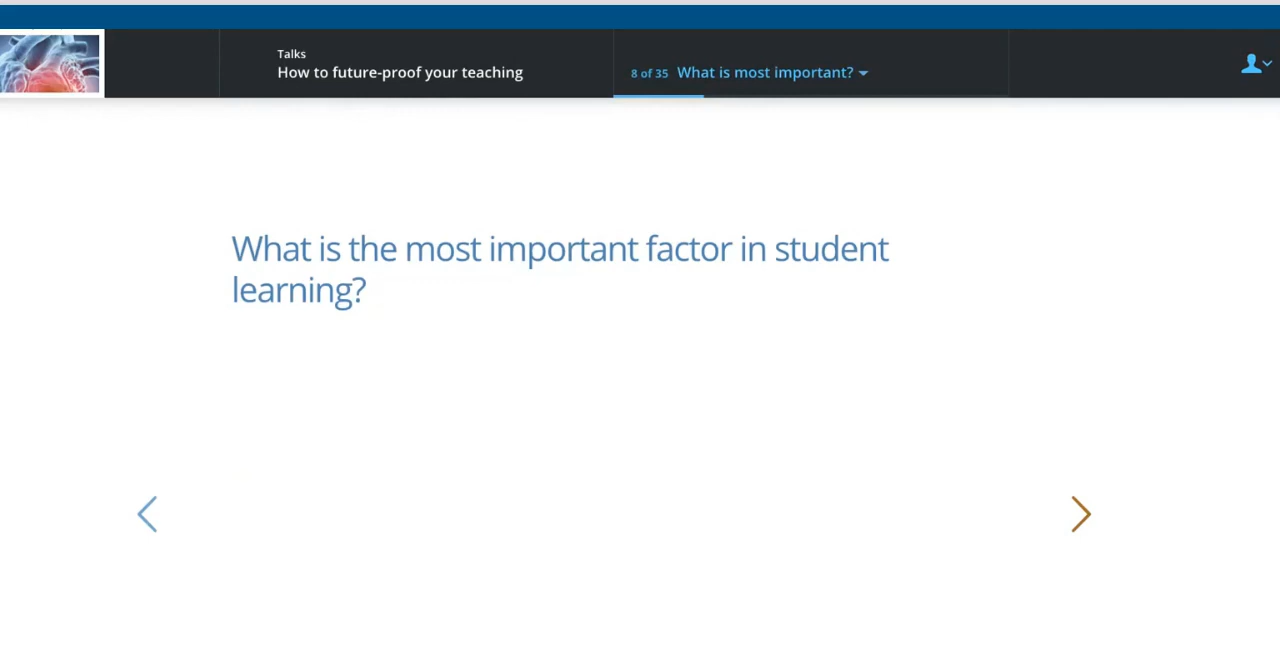 Talks
How to future-proof your teaching
8 of 35 What is most important?
What is the most important factor in student
learning?